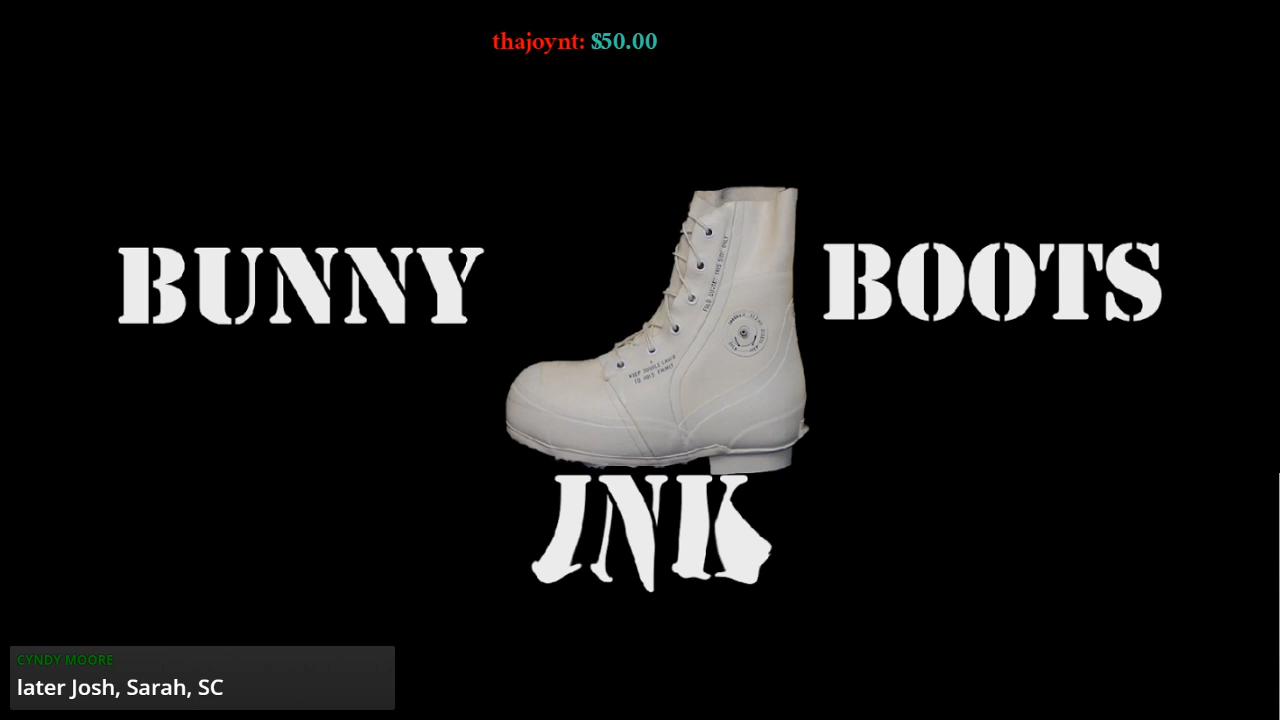 thajoynt: $50.00
BUNNY
BOOTS
INK
CYNDY MOORE
later Josh, Sarah, SC